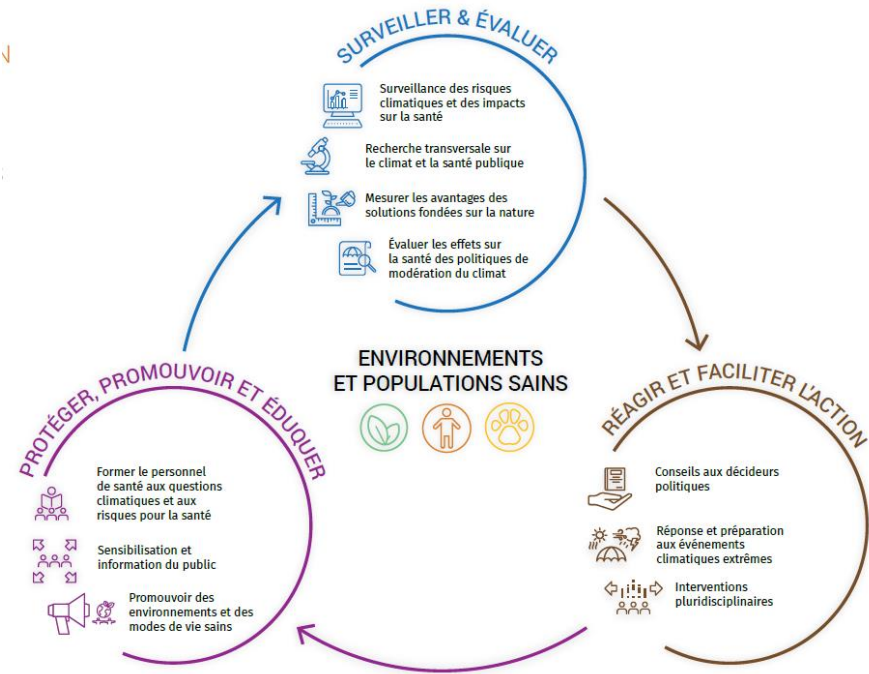 SURVEILLER & ÉVALUER
N
Surveillance des risques
climatiques et des impacts
sur la santé
Recherche transversale sur
le climat et la santé publique
Mesurer les avantages des
solutions fondées sur la nature
Évaluer les effets sur
la santé des politiques de
modération du climat
ENVIRONNEMENTS
ET POPULATIONS SAINS
PROTÉGER, PROMOUVOIR ET ÉDUQUER
Former le personnel
de santé aux questions
climatiques et aux
risques pour la santé
Sensibilisation et
information du public
Promouvoir des
environnements et des
modes de vie sains
RÉAGIR ET FACILITER L'ACTION
Conseils aux décideurs
politiques
Réponse et préparation
aux événements
climatiques extrêmes
Interventions
pluridisciplinaires